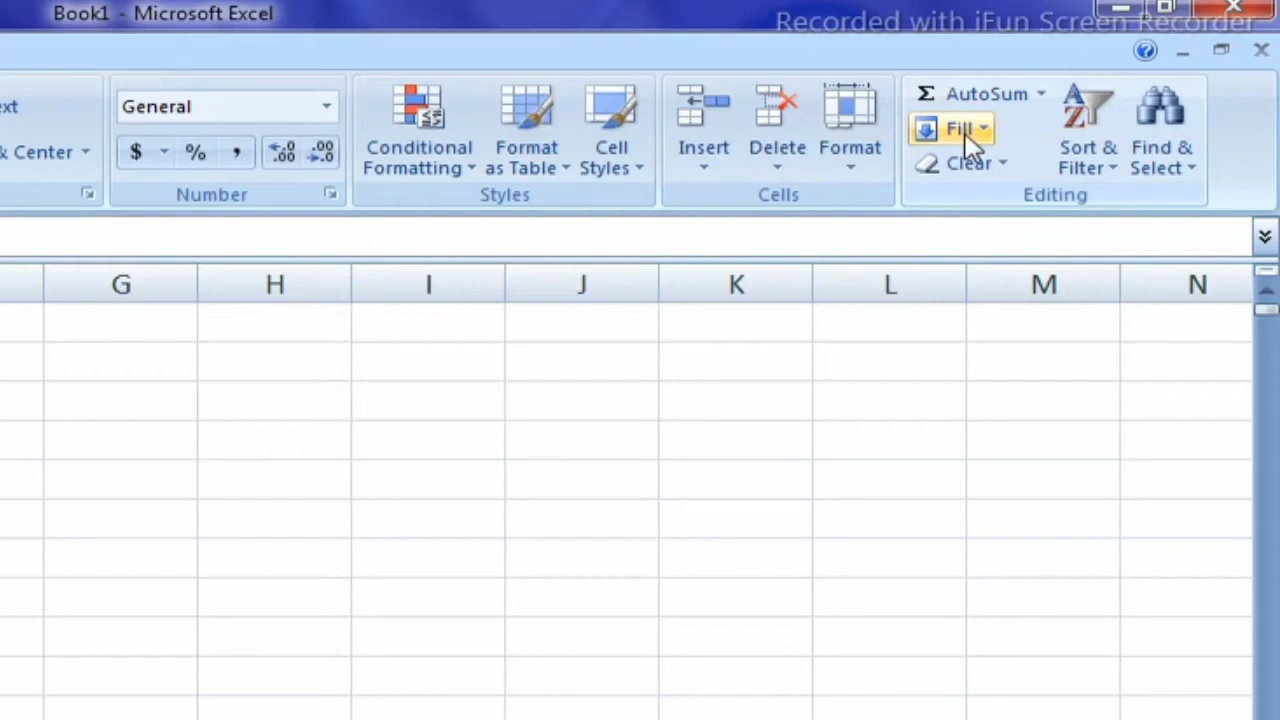 Book1 - Microsoft Excel
Recorded with iFun Screen Recorder
ext
& Center
General
$ % ,
.00
.00
Conditional
Formatting
Format
as Table
Cell
Styles
Insert
Delete
Format
Σ AutoSum
Fill
Clear
Sort &
Filter
Find &
Select
Number
Styles
Cells
Editing
G H I J K L M N